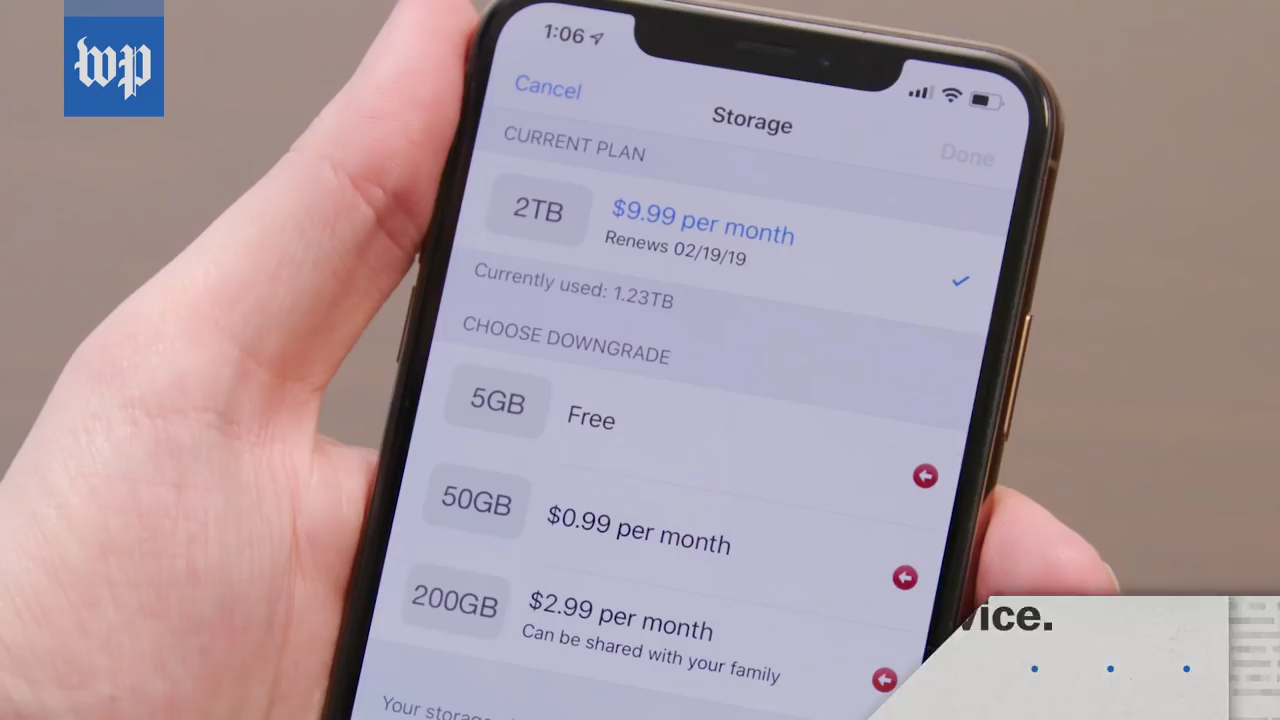 wp
1:06
Cancel
Storage
Done
CURRENT PLAN
2TB
$9.99 per month
Renews 02/19/19
Currently used: 1.23TB
CHOOSE DOWNGRADE
5GB
Free
50GB
$0.99 per month
200GB
$2.99 per month
Can be shared with your family
Your
vice.